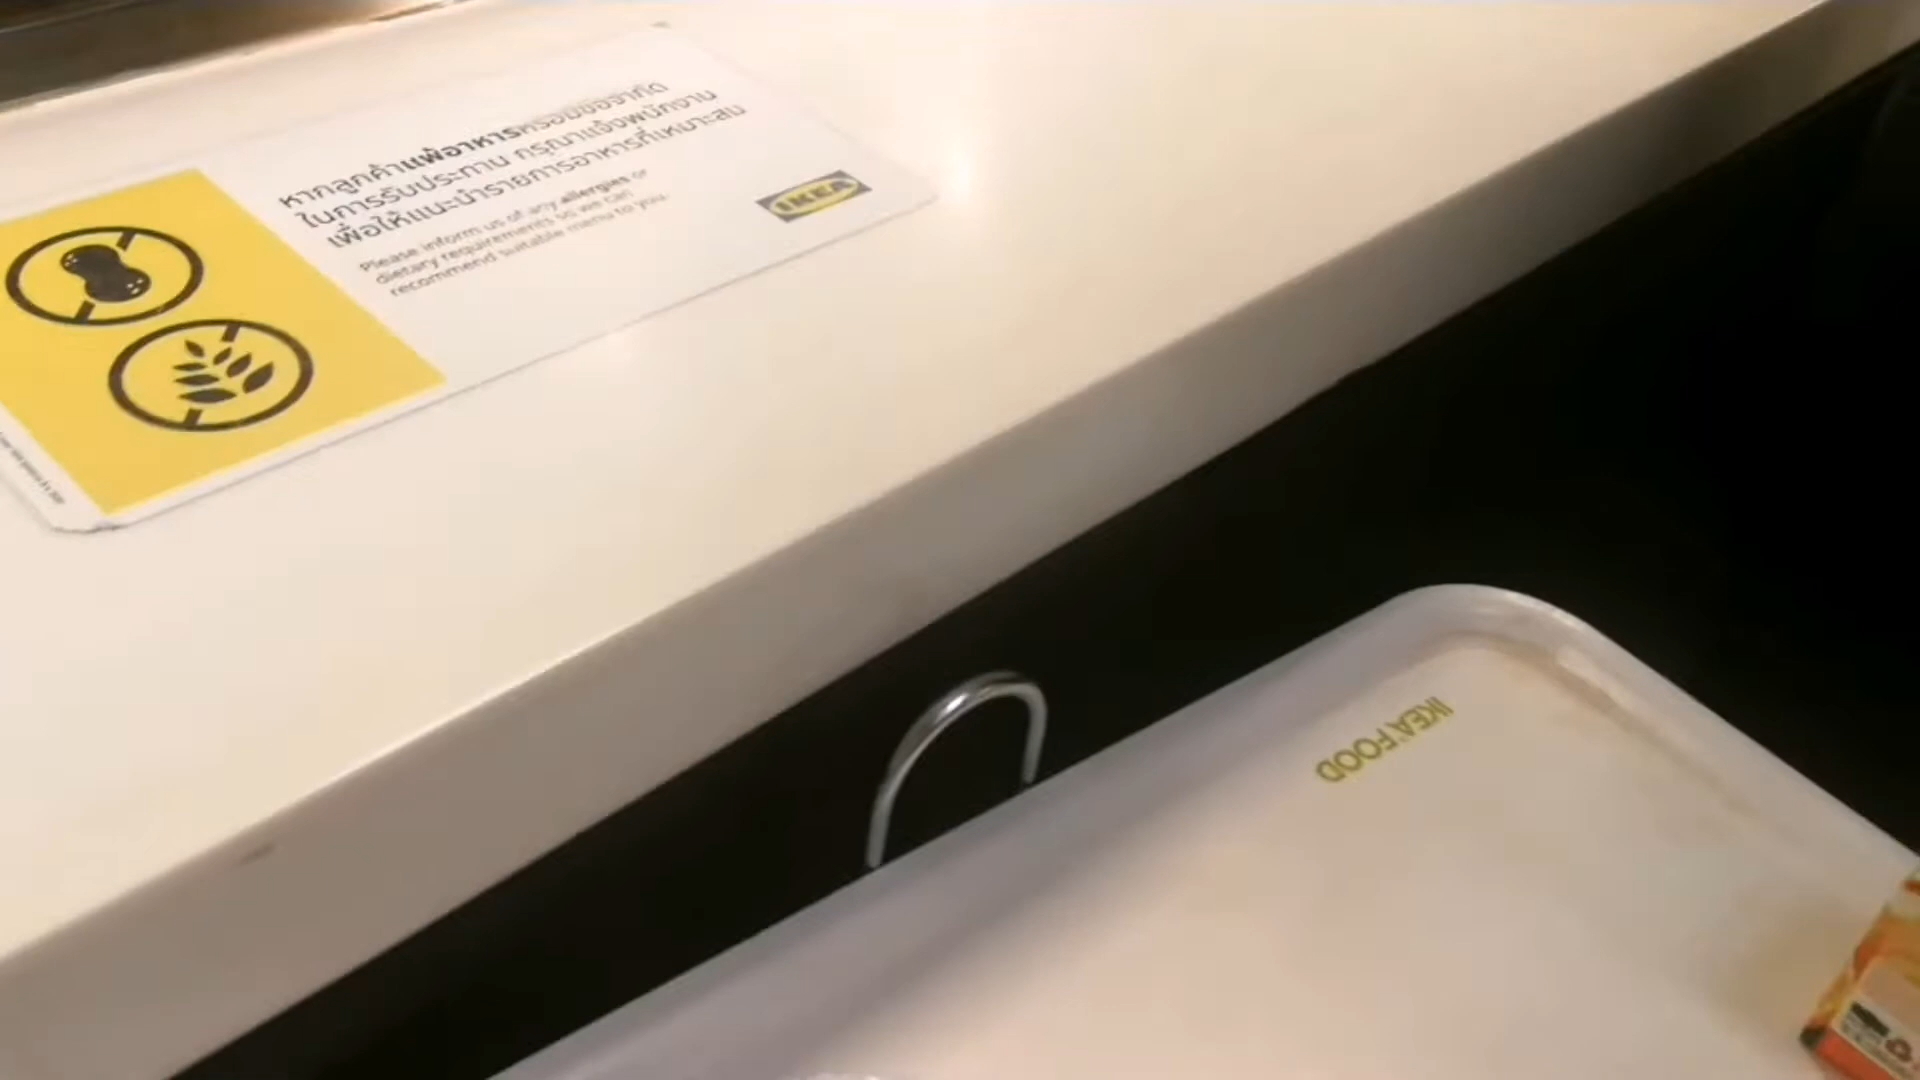 หากลูกค้าแพ้อาหารหรือมีข้อจำกัด
ในการรับประทาน กรุณาแจ้งพนักงาน
เพื่อให้แนะนำรายการอาหารที่เหมาะสม
Please inform us of any allergies or
dietary requirements so we can
recommend suitable menu to you.
IKEA
IKEA FOOD